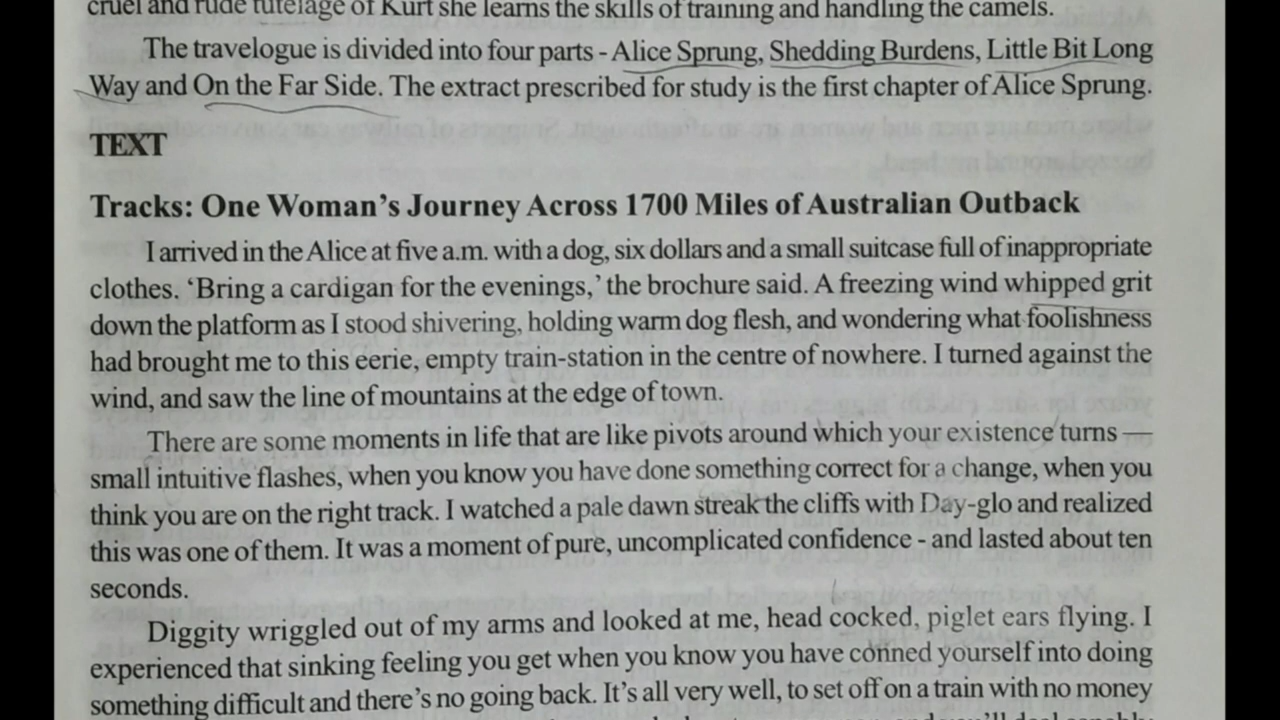 cruel and rude tutelage of Kurt she learns the skills of training and handling the camels.
The travelogue is divided into four parts - Alice Sprung, Shedding Burdens, Little Bit Long
Way and On the Far Side. The extract prescribed for study is the first chapter of Alice Sprung.
TEXT
Tracks: One Woman's Journey Across 1700 Miles of Australian Outback
I arrived in the Alice at five a.m. with a dog, six dollars and a small suitcase full of inappropriate
clothes. 'Bring a cardigan for the evenings,' the brochure said. A freezing wind whipped grit
down the platform as I stood shivering, holding warm dog flesh, and wondering what foolishness
had brought me to this eerie, empty train-station in the centre of nowhere. I turned against the
wind, and saw the line of mountains at the edge of town.
There are some moments in life that are like pivots around which your existence turns —
small intuitive flashes, when you know you have done something correct for a change, when you
think you are on the right track. I watched a pale dawn streak the cliffs with Day-glo and realized
this was one of them. It was a moment of pure, uncomplicated confidence - and lasted about ten
seconds.
Diggity wriggled out of my arms and looked at me, head cocked, piglet ears flying. I
experienced that sinking feeling you get when you know you have conned yourself into doing
something difficult and there's no going back. It's all very well, to set off on a train with no money